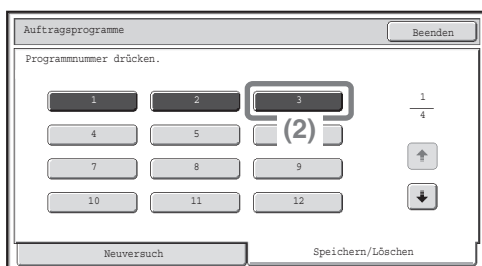 Auftragsprogramme
Beenden
Programmnummer drücken.
1 2 3
1
4
4 5 (2)
7 8 9
10 11 12
Neuversuch
Speichern/Löschen